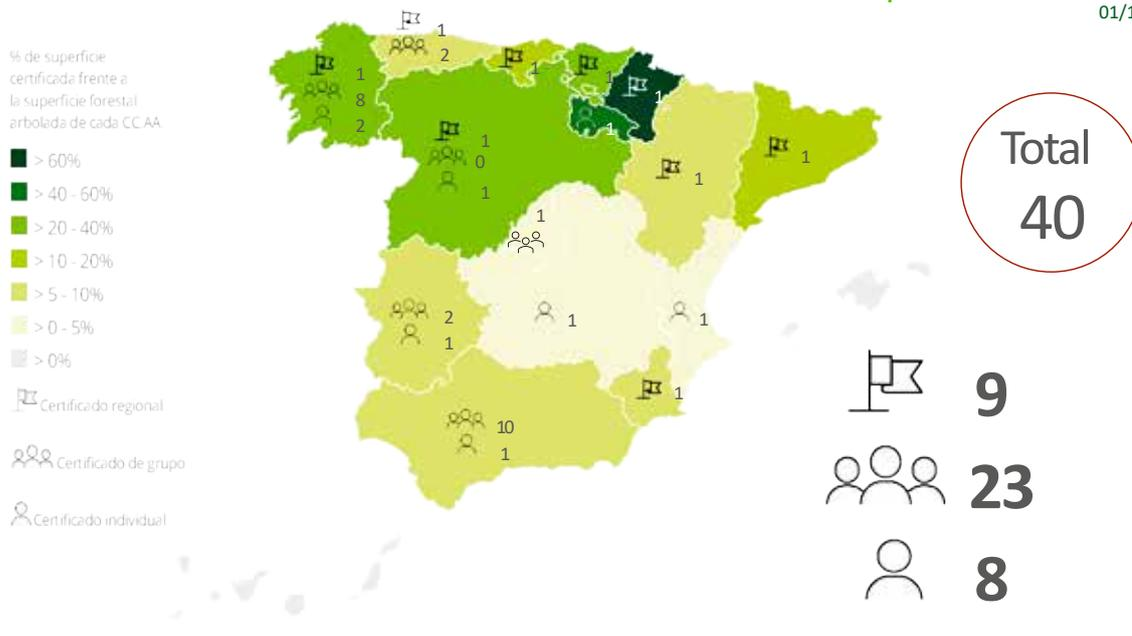 01/1
% de superficie
certificada frente a
la superficie forestal
arbolada de cada CC.AA
> 60%
> 40 - 60%
> 20 - 40%
> 10 - 20%
> 5 - 10%
> 0 - 5%
> 0%
Certificado regional
Certificado de grupo
Certificado individual
1
2
1
8
2
1
1
1
1
1
0
1
1
1
1
1
1
2
1
1
10
1
Total
40
9
23
8